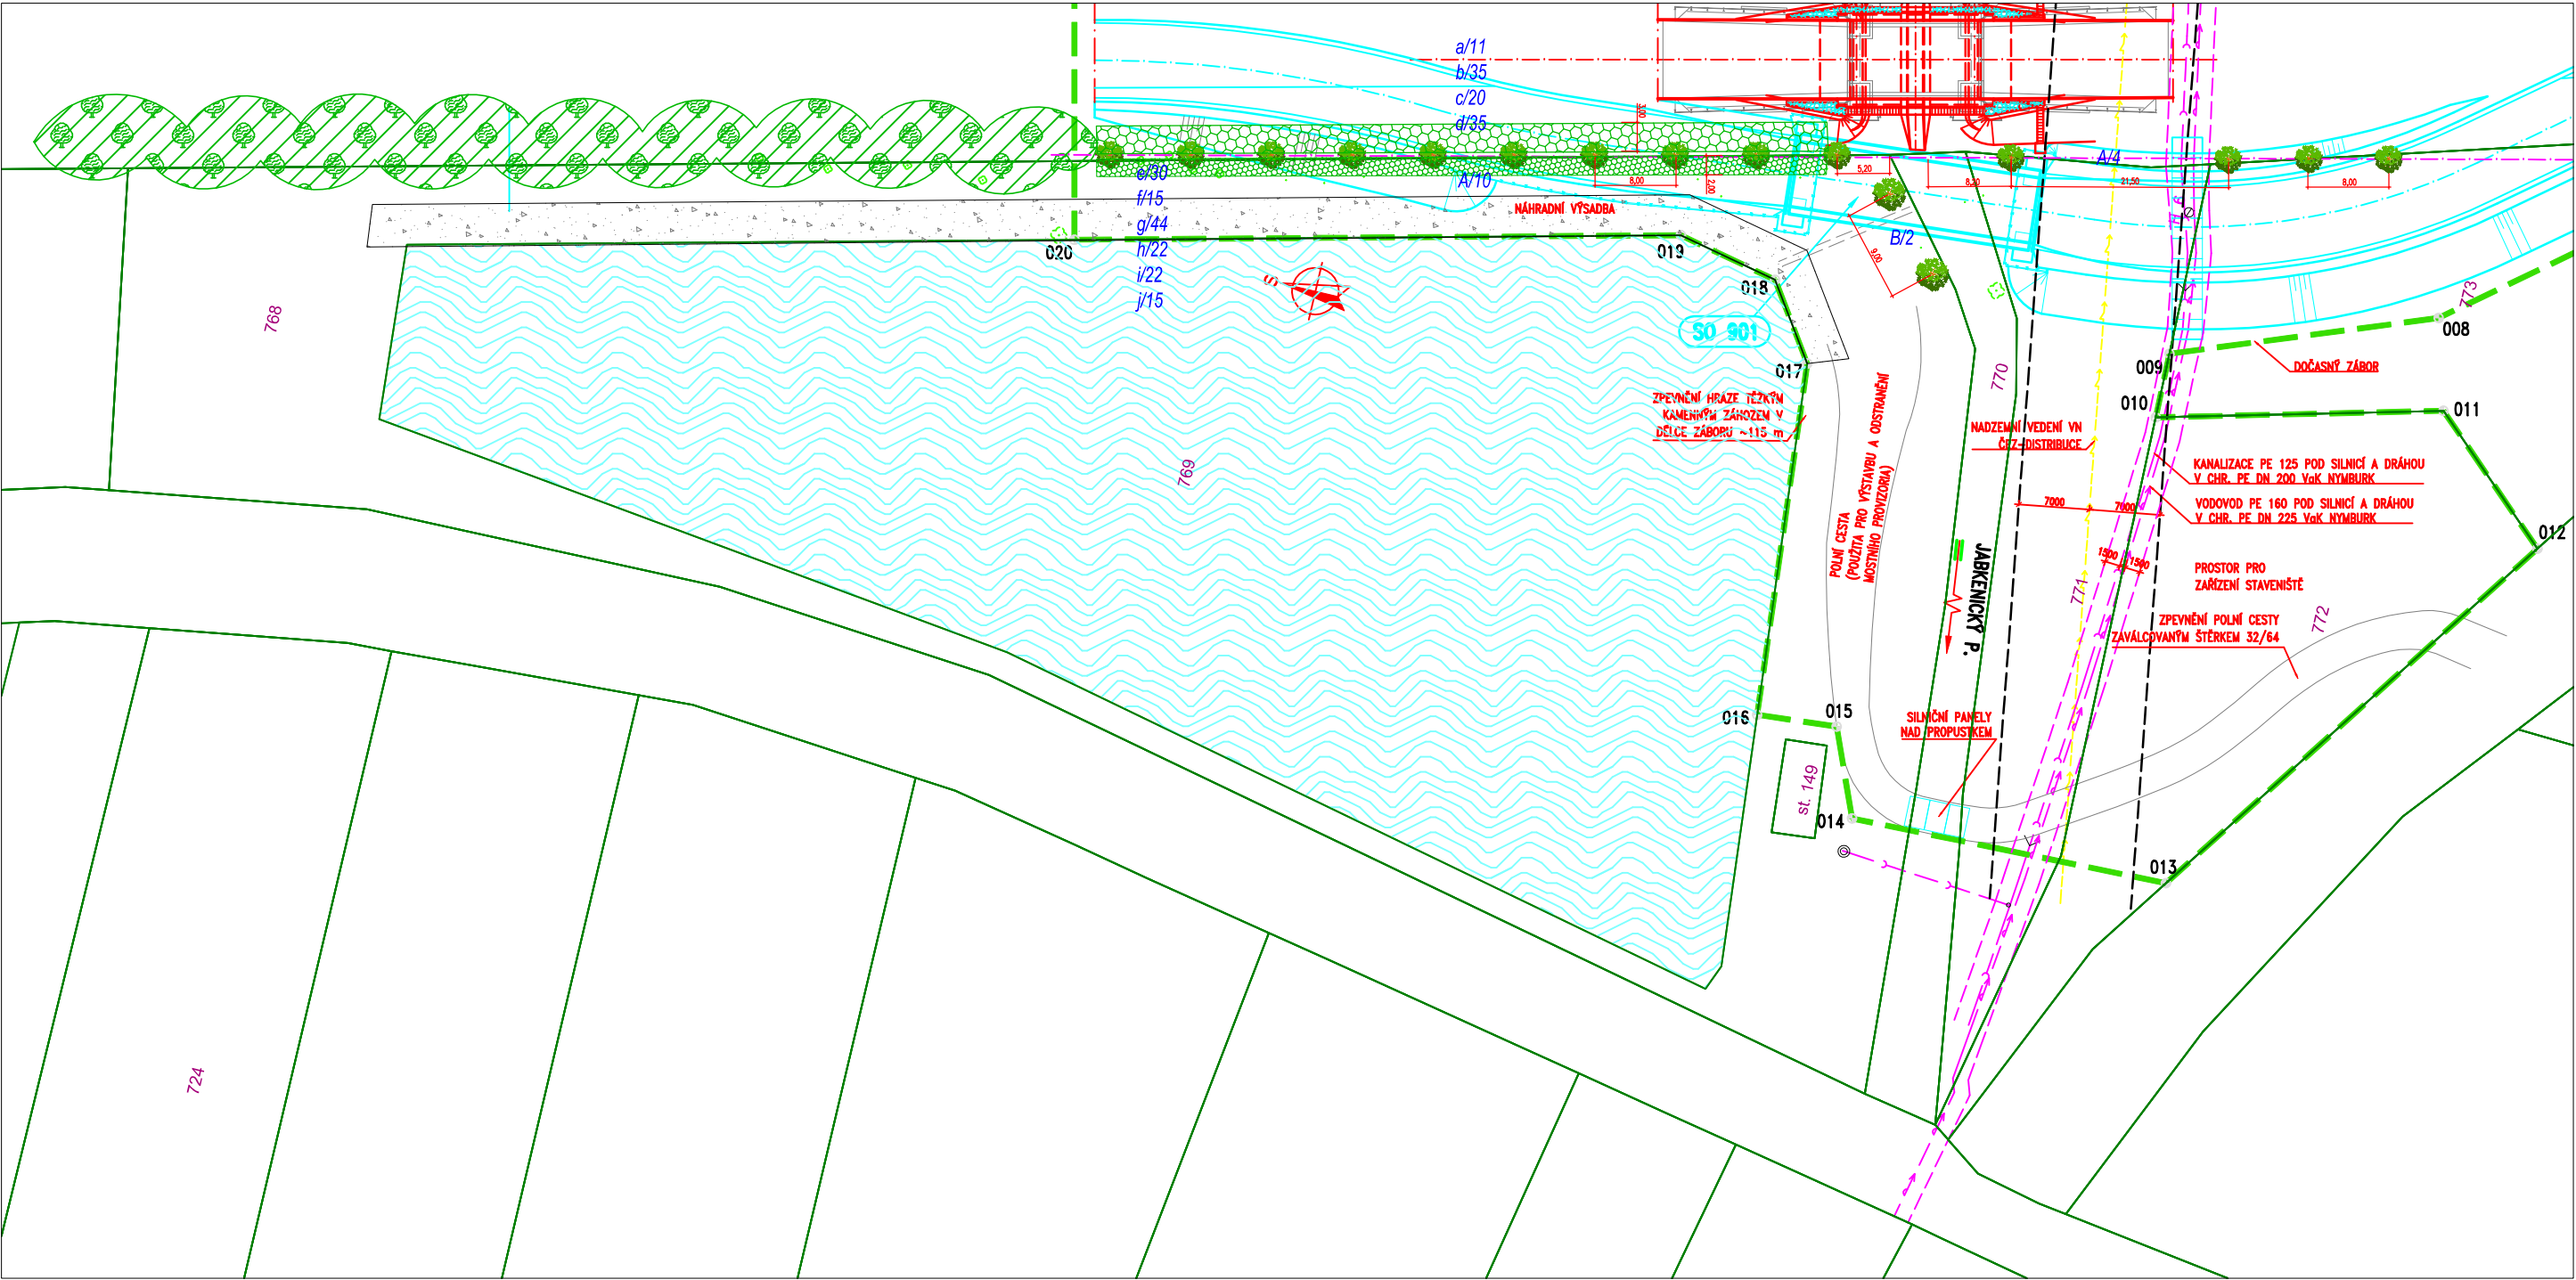 a/11
b/35
c/20
d/35
3,00
e/30
f/15
g/44
h/22
i/22
j/15
A/10
8,00
2,00
NÁHRADNÍ VÝSADBA
5,20
8,20
A/4
21,50
8,00
B/2
9,00
020
019
018
017
S
SO 901
768
769
770
771
772
773
724
008
009
010
011
012
013
014
015
016
DOČASNÝ ZÁBOR
ZPEVNĚNÍ HRÁZE TĚŽKÝM
KAMENNÝM ZÁHOZEM V
DÉLCE ZÁBORU ~115 m
POLNÍ CESTA
(POUŽITA PRO VÝSTAVBU A ODSTRANĚNÍ
MOSTNÍHO PROVIZORIA)
NADZEMNÍ VEDENÍ VN
ČEZ-DISTRIBUCE
KANALIZACE PE 125 POD SILNICÍ A DRÁHOU
V CHR. PE DN 200 VaK NYMBURK
VODOVOD PE 160 POD SILNICÍ A DRÁHOU
V CHR. PE DN 225 VaK NYMBURK
7000
7000
1500
1500
JABKENICKÝ P.
PROSTOR PRO
ZAŘÍZENÍ STAVENIŠTĚ
ZPEVNĚNÍ POLNÍ CESTY
ZAVÁLCOVANÝM ŠTĚRKEM 32/64
SILNIČNÍ PANELY
NAD PROPUSTKEM
st. 149